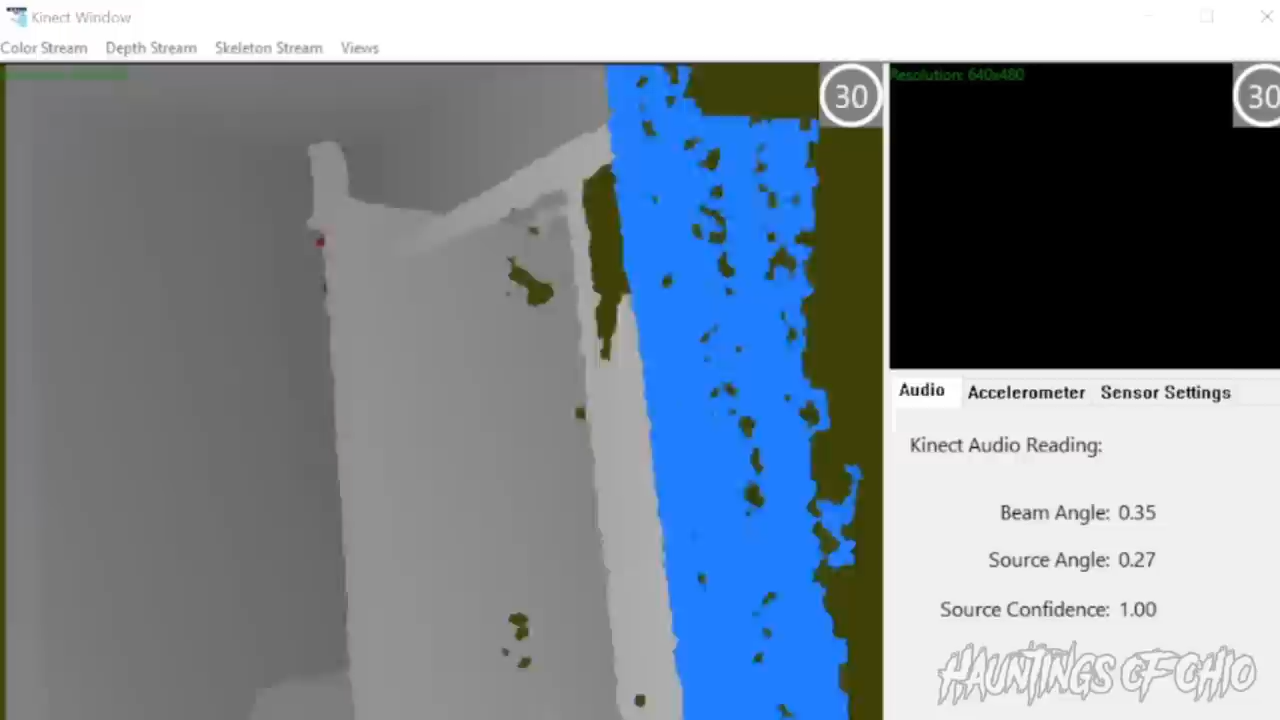 Kinect Window
Color Stream Depth Stream Skeleton Stream Views
30
Resolution: 640x480
30
Audio Accelerometer Sensor Settings
Kinect Audio Reading:
Beam Angle: 0.35
Source Angle: 0.27
Source Confidence: 1.00
HAUNTINGS OF OHIO